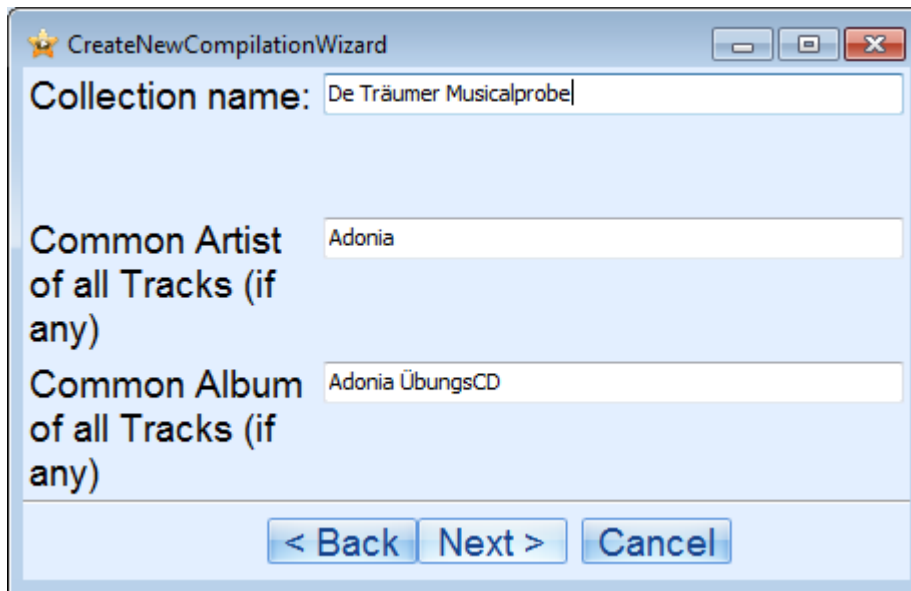 CreateNewCompilationWizard
Collection name: De Träumer Musicalprobe
Common Artist Adonia
of all Tracks (if
any)
Common Album Adonia ÜbungsCD
of all Tracks (if
any)
< Back Next > Cancel